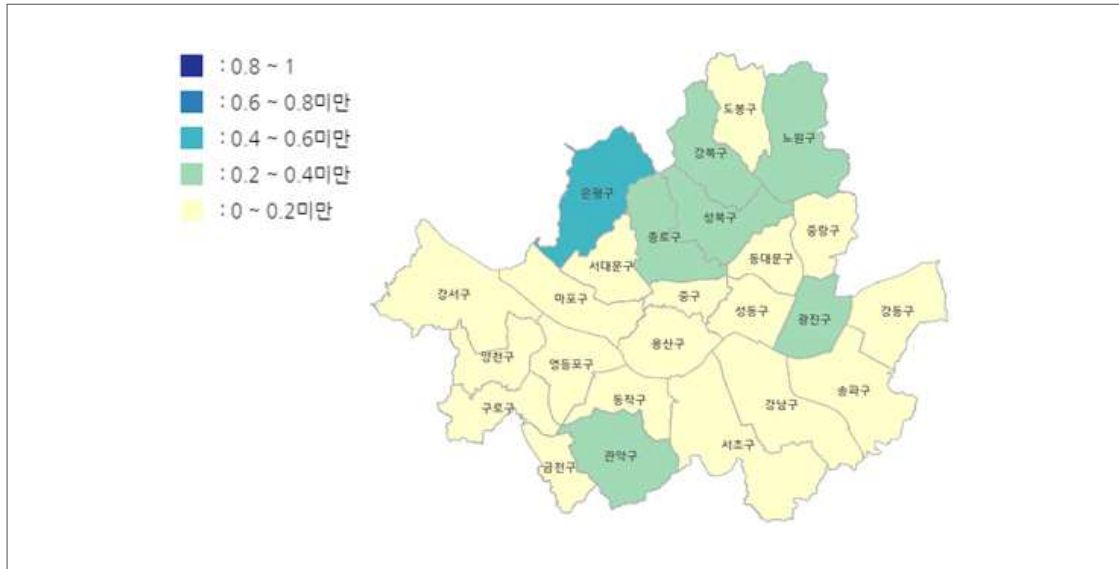 : 0.8 ~ 1
: 0.6 ~ 0.8미만
: 0.4 ~ 0.6미만
: 0.2 ~ 0.4미만
: 0 ~ 0.2미만
도봉구
노원구
강북구
은평구
성북구
중랑구
종로구
동대문구
서대문구
강서구
마포구
중구
성동구
광진구
강동구
용산구
양천구
영등포구
송파구
동작구
강남구
구로구
서초구
관악구
금천구